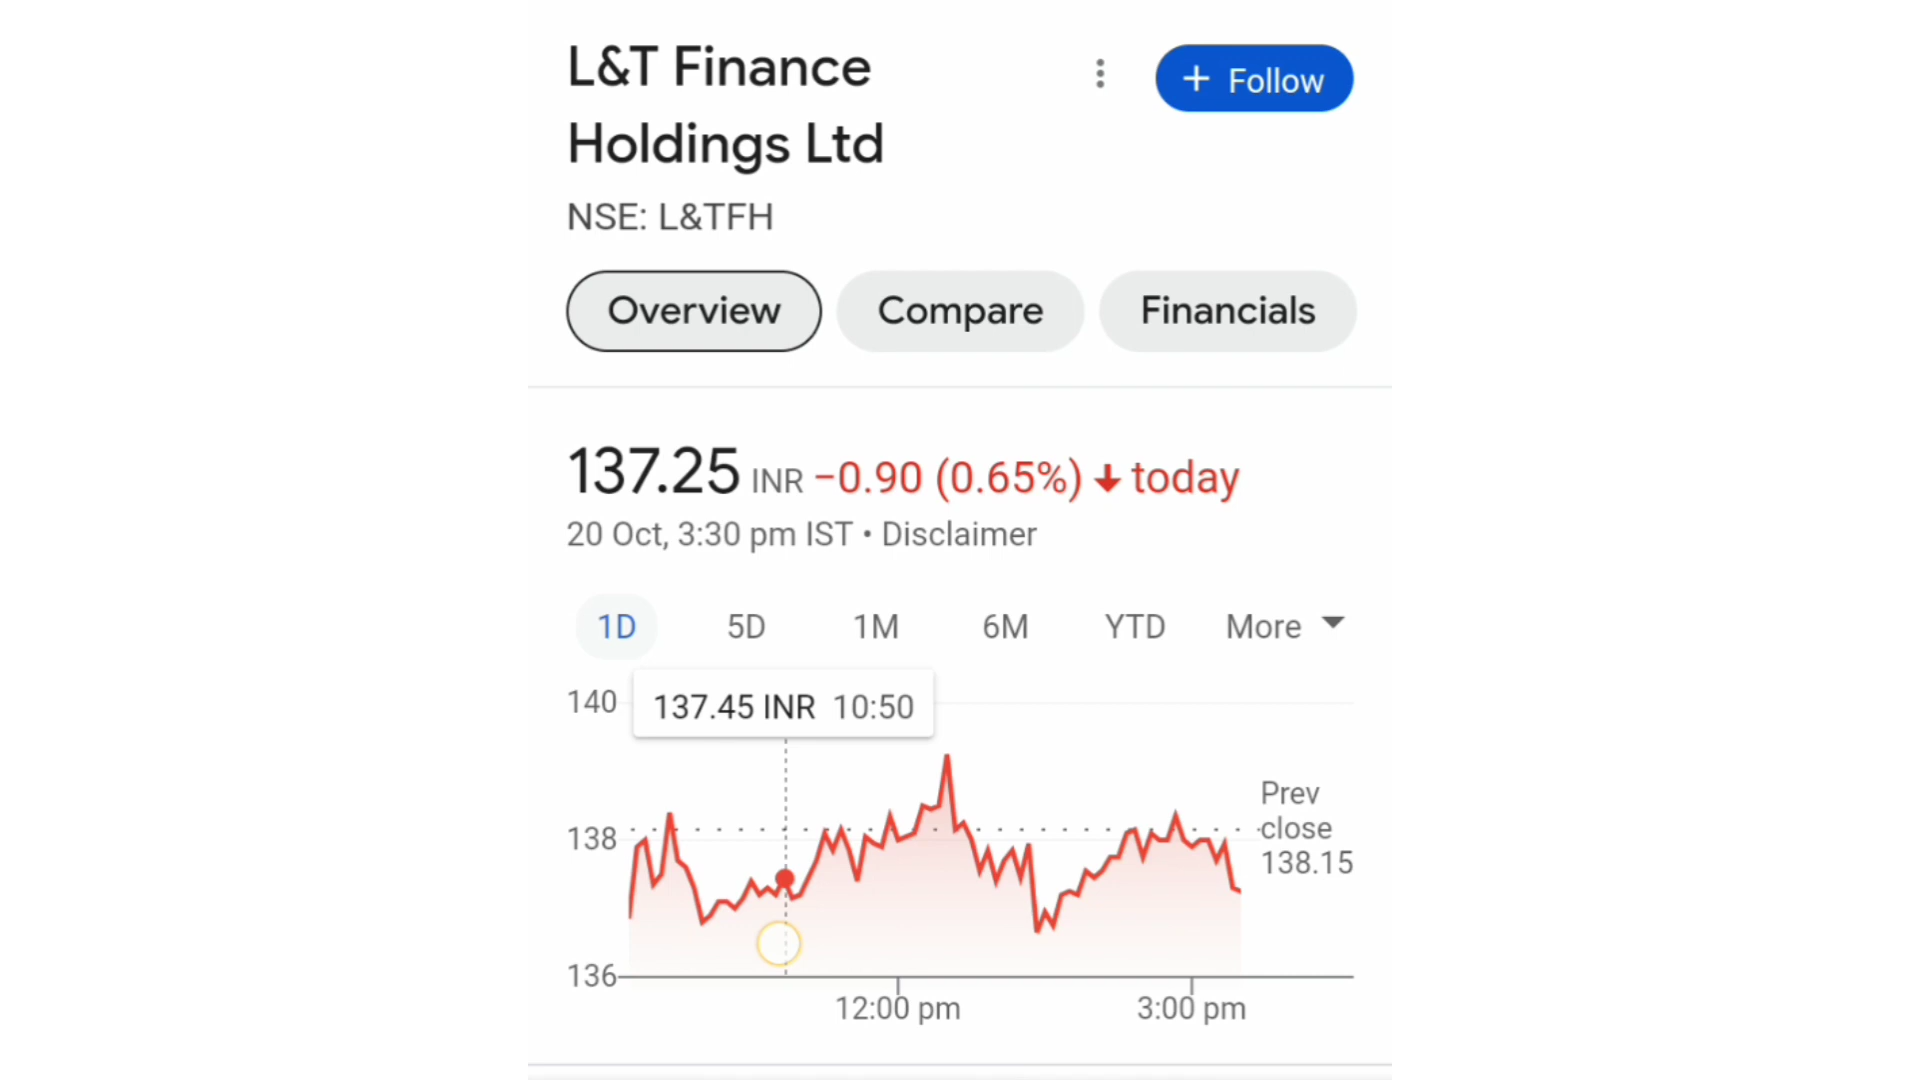 L&T Finance
Holdings Ltd
+ Follow
NSE: L&TFH
Overview Compare Financials
137.25 INR −0.90 (0.65%) ↓ today
20 Oct, 3:30 pm IST • Disclaimer
1D 5D 1M 6M YTD More
140
137.45 INR 10:50
138
Prev
close
138.15
136
12:00 pm 3:00 pm